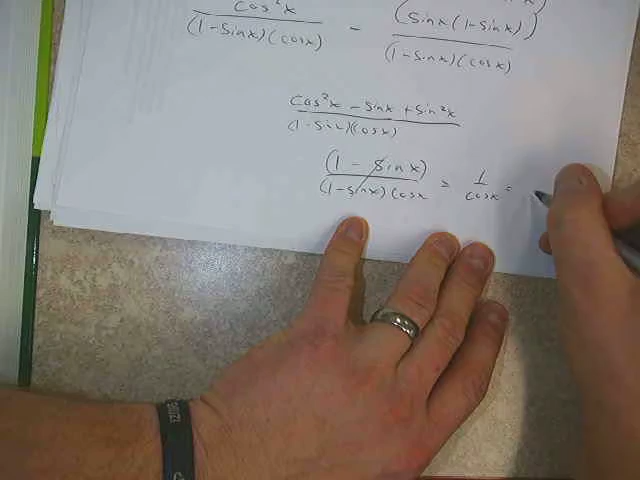 cos²x / (1-sinx)(cosx) - (sinx(1-sinx)) / (1-sinx)(cosx)
cos²x - sinx + sin²x / (1-sinx)(cosx)
(1 - sinx) / (1-sinx)cosx = 1 / cosx =